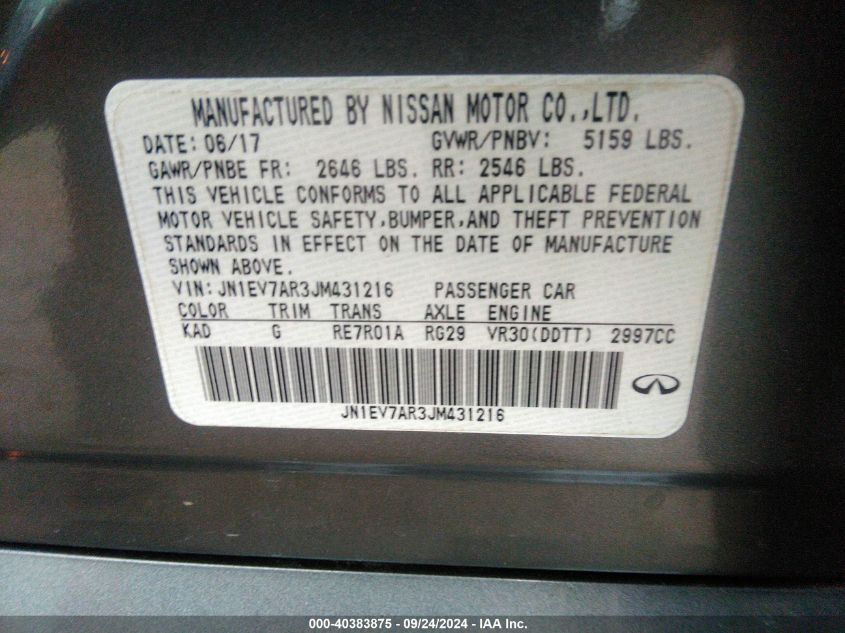 MANUFACTURED BY NISSAN MOTOR CO.,LTD.
DATE: 06/17 GVWR/PNBV: 5159 LBS.
GAWR/PNBE FR: 2646 LBS. RR: 2546 LBS.
THIS VEHICLE CONFORMS TO ALL APPLICABLE FEDERAL
MOTOR VEHICLE SAFETY,BUMPER,AND THEFT PREVENTION
STANDARDS IN EFFECT ON THE DATE OF MANUFACTURE
SHOWN ABOVE.
VIN: JN1EV7AR3JM431216 PASSENGER CAR
COLOR TRIM TRANS AXLE ENGINE
KAD G RE7R01A RG29 VR30(DDTT) 2997CC
JN1EV7AR3JM431216
000-40383875 - 09/24/2024 - IAA Inc.